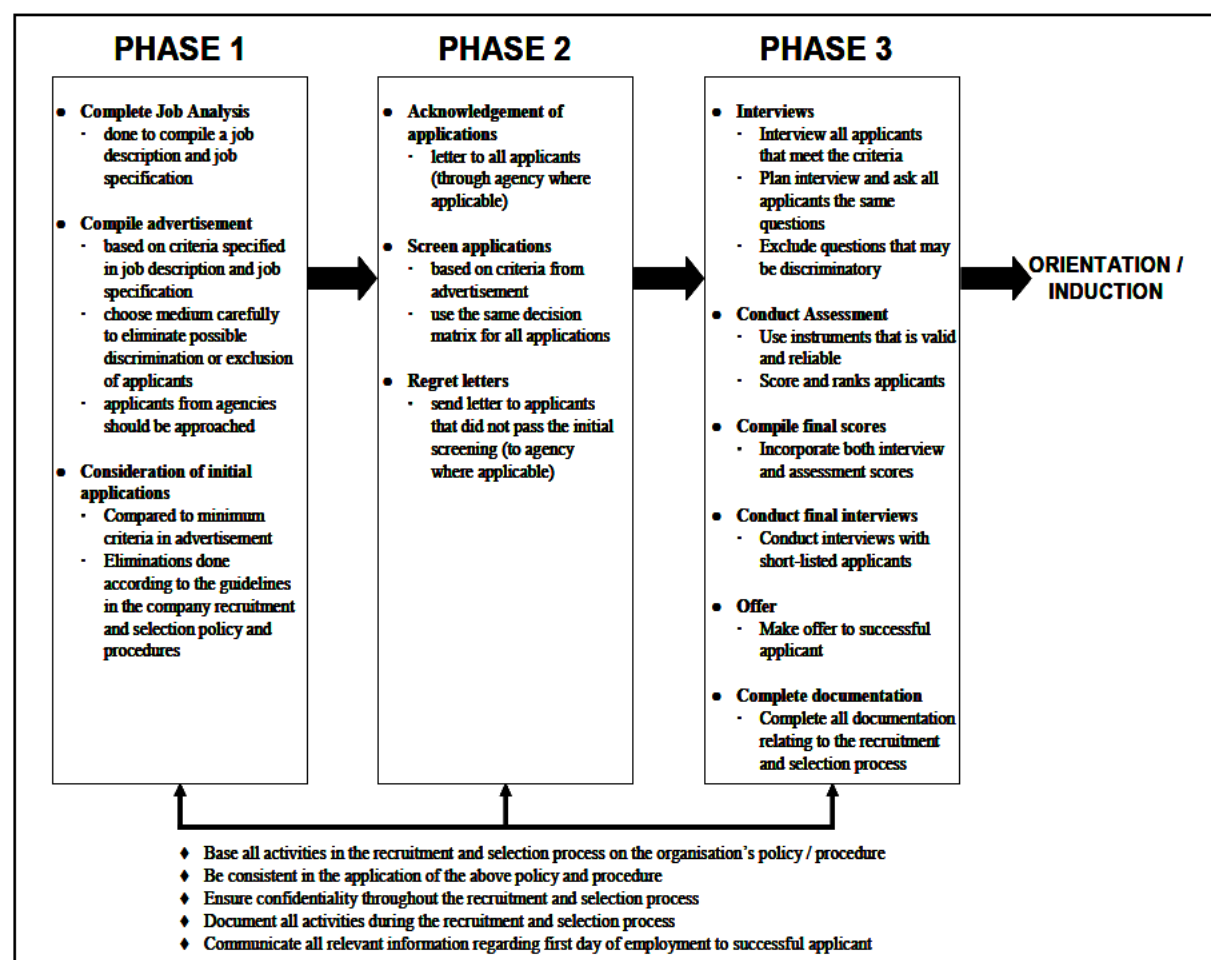 PHASE 1
● Complete Job Analysis
- done to compile a job
description and job
specification
● Compile advertisement
- based on criteria specified
in job description and job
specification
- choose medium carefully
to eliminate possible
discrimination or exclusion
of applicants
- applicants from agencies
should be approached
● Consideration of initial
applications
- Compared to minimum
criteria in advertisement
- Eliminations done
according to the guidelines
in the company recruitment
and selection policy and
procedures
PHASE 2
● Acknowledgement of
applications
- letter to all applicants
(through agency where
applicable)
● Screen applications
- based on criteria from
advertisement
- use the same decision
matrix for all applications
● Regret letters
- send letter to applicants
that did not pass the initial
screening (to agency
where applicable)
PHASE 3
● Interviews
- Interview all applicants
that meet the criteria
- Plan interview and ask all
applicants the same
questions
- Exclude questions that may
be discriminatory
● Conduct Assessment
- Use instruments that is valid
and reliable
- Score and ranks applicants
● Compile final scores
- Incorporate both interview
and assessment scores
● Conduct final interviews
- Conduct interviews with
short-listed applicants
● Offer
- Make offer to successful
applicant
● Complete documentation
- Complete all documentation
relating to the recruitment
and selection process
ORIENTATION /
INDUCTION
♦ Base all activities in the recruitment and selection process on the organisation's policy / procedure
♦ Be consistent in the application of the above policy and procedure
♦ Ensure confidentiality throughout the recruitment and selection process
♦ Document all activities during the recruitment and selection process
♦ Communicate all relevant information regarding first day of employment to successful applicant